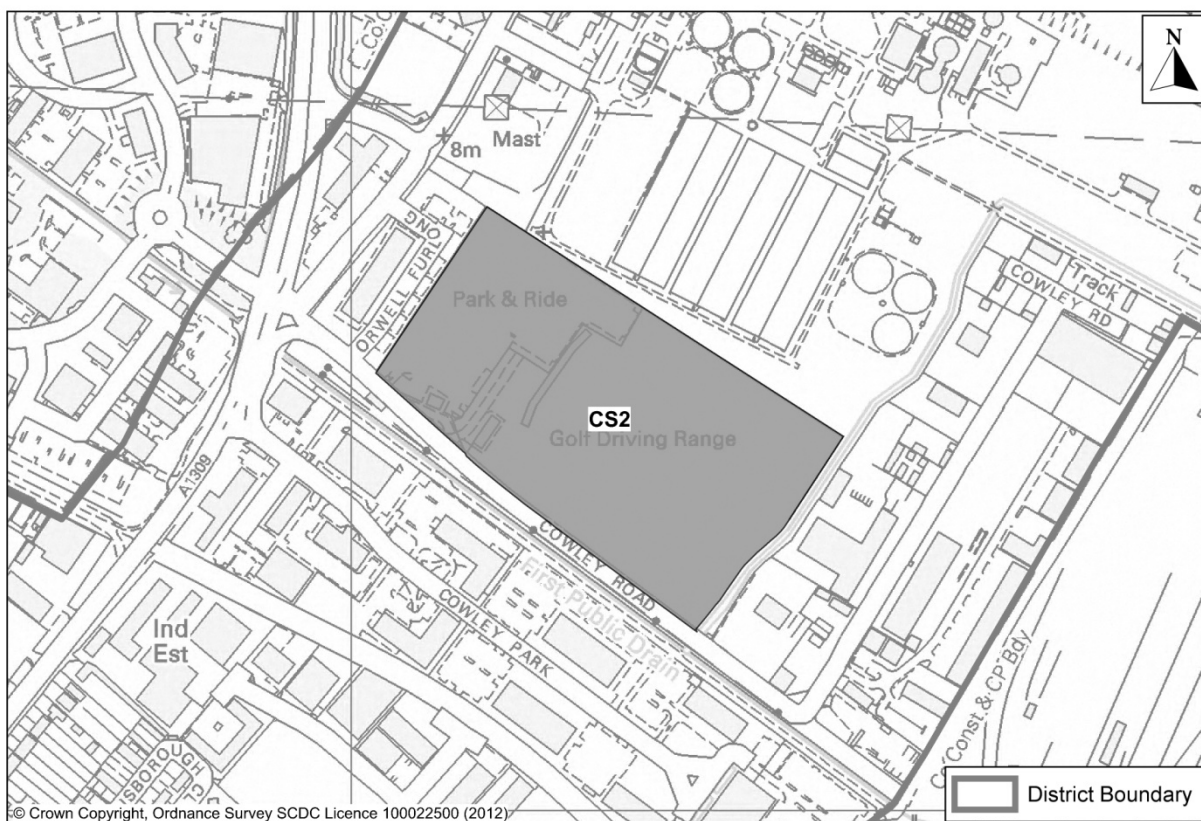 N
Mast
8m
ORWELL FURLONG
Park & Ride
CS2
Golf Driving Range
Track
COWLEY RD
A1309
COWLEY ROAD
First Public Drain
COWLEY PARK
Ind
Est
Co Const & CP Bdy
District Boundary
© Crown Copyright, Ordnance Survey SCDC Licence 100022500 (2012)